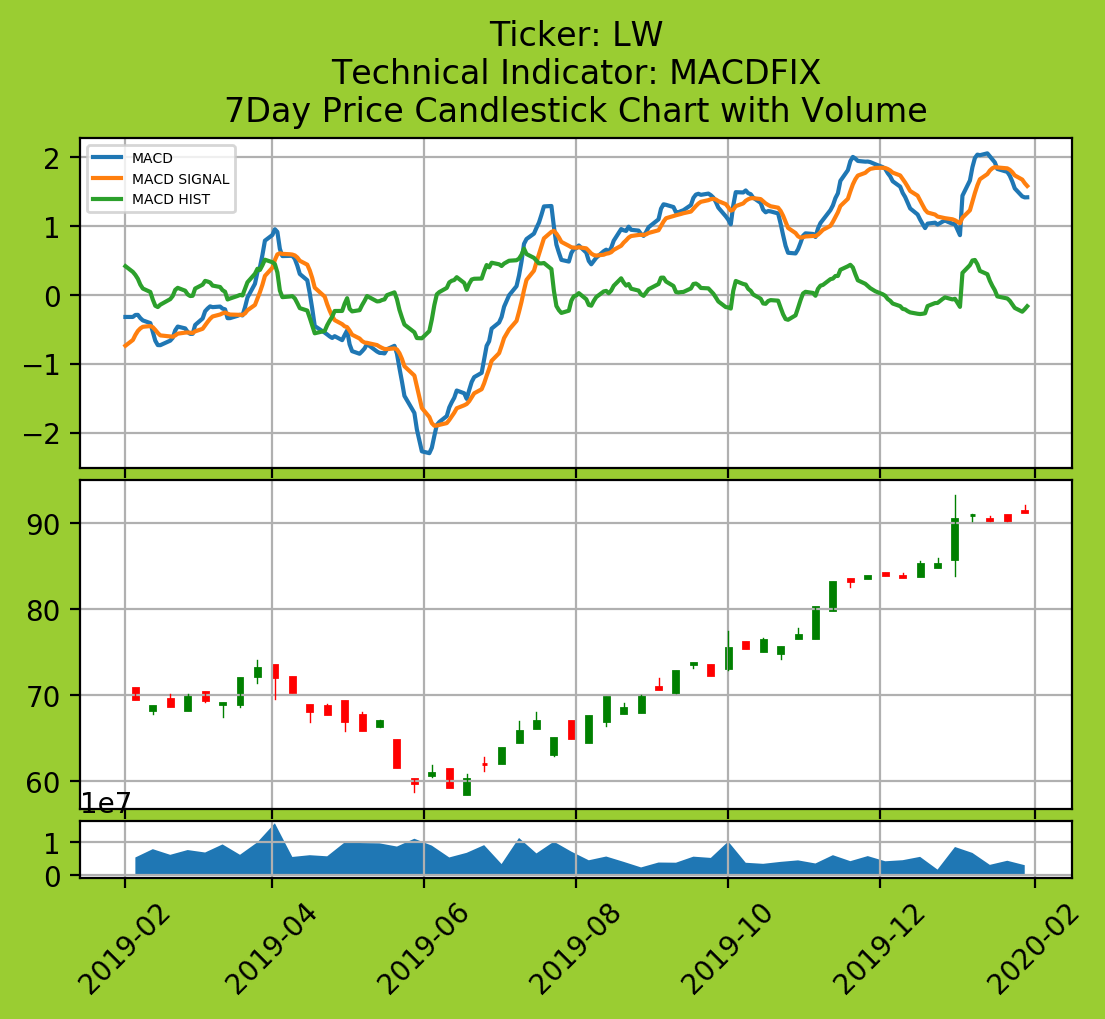 Ticker: LW
Technical Indicator: MACDFIX
7Day Price Candlestick Chart with Volume
MACD
MACD SIGNAL
MACD HIST
2
1
0
−1
−2
90
80
70
60
1e7
1
0
2019-02
2019-04
2019-06
2019-08
2019-10
2019-12
2020-02